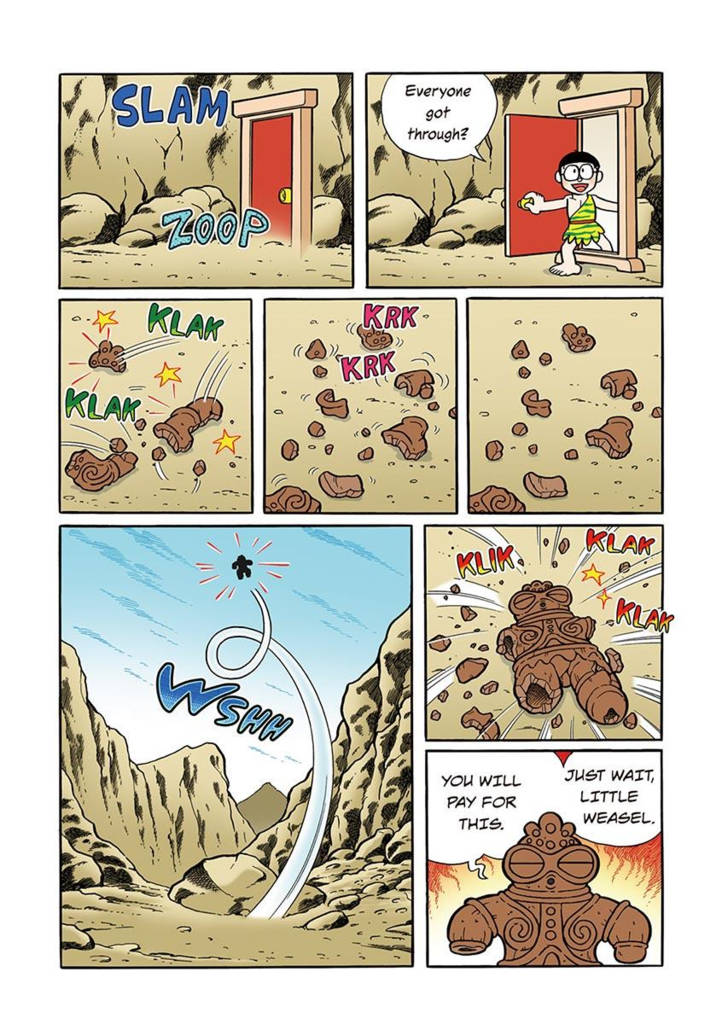 Everyone
got
through?
SLAM
ZOOP
KRK
KRK
KLAK
KLAK
KLAK
KLIK
KLAK
JUST WAIT,
LITTLE
WEASEL.
YOU WILL
PAY FOR
THIS.
WSHH